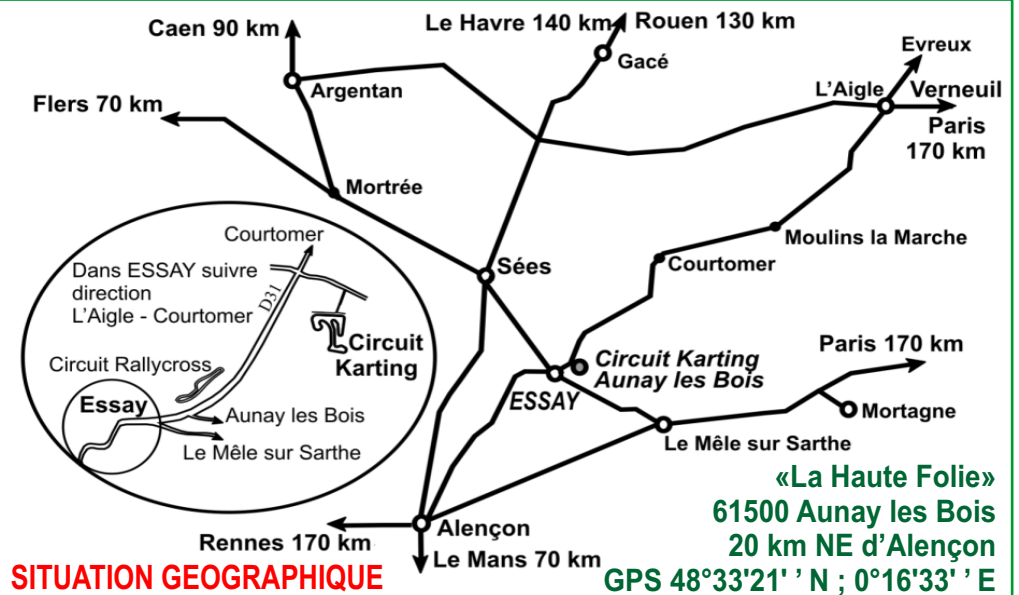 Caen 90 km
Le Havre 140 km
Rouen 130 km
Gacé
Evreux
L'Aigle
Verneuil
Paris
170 km
Argentan
Flers 70 km
Mortrée
Moulins la Marche
Courtomer
Sées
Courtomer
Dans ESSAY suivre
direction
L'Aigle - Courtomer
D31
Circuit
Karting
Circuit Rallycross
Essay
Aunay les Bois
Le Mêle sur Sarthe
Circuit Karting
Aunay les Bois
ESSAY
Paris 170 km
Mortagne
Le Mêle sur Sarthe
Alençon
Rennes 170 km
Le Mans 70 km
«La Haute Folie»
61500 Aunay les Bois
20 km NE d'Alençon
GPS 48°33'21' ' N ; 0°16'33' ' E
SITUATION GEOGRAPHIQUE